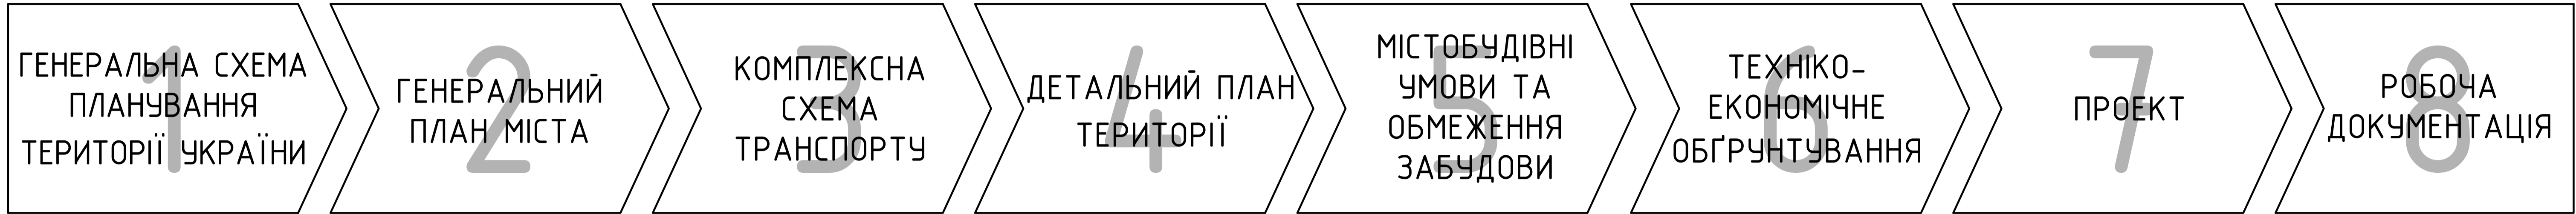 1
ГЕНЕРАЛЬНА СХЕМА
ПЛАНУВАННЯ
ТЕРИТОРІЇ УКРАЇНИ
2
ГЕНЕРАЛЬНИЙ
ПЛАН МІСТА
3
КОМПЛЕКСНА
СХЕМА
ТРАНСПОРТУ
4
ДЕТАЛЬНИЙ ПЛАН
ТЕРИТОРІЇ
5
МІСТОБУДІВНІ
УМОВИ ТА
ОБМЕЖЕННЯ
ЗАБУДОВИ
6
ТЕХНІКО-
ЕКОНОМІЧНЕ
ОБҐРУНТУВАННЯ
7
ПРОЕКТ
8
РОБОЧА
ДОКУМЕНТАЦІЯ